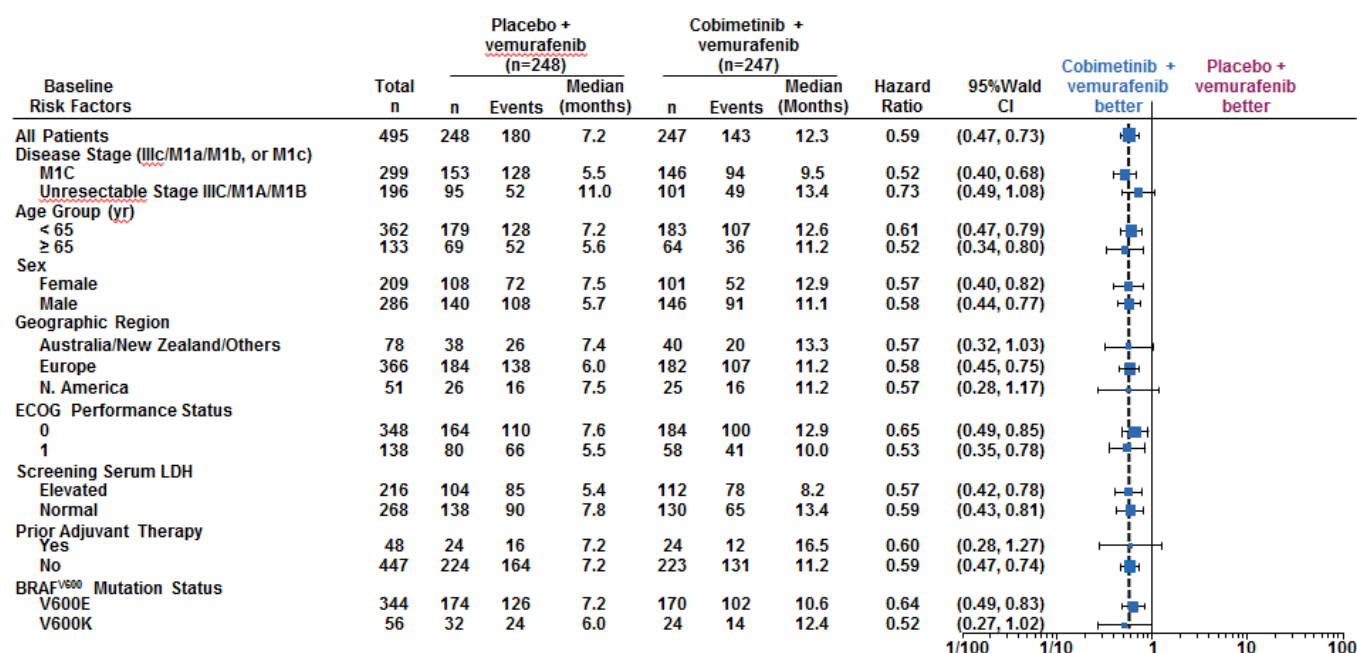 Placebo + vemurafenib (n=248) Cobimetinib + vemurafenib (n=247)
Baseline Risk Factors Total n n Events Median (months) n Events Median (Months) Hazard Ratio 95%Wald CI Cobimetinib + vemurafenib better Placebo + vemurafenib better
All Patients 495 248 180 7.2 247 143 12.3 0.59 (0.47, 0.73)
Disease Stage (IIIc/M1a/M1b, or M1c)
M1C 299 153 128 5.5 146 94 9.5 0.52 (0.40, 0.68)
Unresectable Stage IIIC/M1A/M1B 196 95 52 11.0 101 49 13.4 0.73 (0.49, 1.08)
Age Group (yr)
< 65 362 179 128 7.2 183 107 12.6 0.61 (0.47, 0.79)
≥ 65 133 69 52 5.6 64 36 11.2 0.52 (0.34, 0.80)
Sex
Female 209 108 72 7.5 101 52 12.9 0.57 (0.40, 0.82)
Male 286 140 108 5.7 146 91 11.1 0.58 (0.44, 0.77)
Geographic Region
Australia/New Zealand/Others 78 38 26 7.4 40 20 13.3 0.57 (0.32, 1.03)
Europe 366 184 138 6.0 182 107 11.2 0.58 (0.45, 0.75)
N. America 51 26 16 7.5 25 16 11.2 0.57 (0.28, 1.17)
ECOG Performance Status
0 348 164 110 7.6 184 100 12.9 0.65 (0.49, 0.85)
1 138 80 66 5.5 58 41 10.0 0.53 (0.35, 0.78)
Screening Serum LDH
Elevated 216 104 85 5.4 112 78 8.2 0.57 (0.42, 0.78)
Normal 268 138 90 7.8 130 65 13.4 0.59 (0.43, 0.81)
Prior Adjuvant Therapy
Yes 48 24 16 7.2 24 12 16.5 0.60 (0.28, 1.27)
No 447 224 164 7.2 223 131 11.2 0.59 (0.47, 0.74)
BRAF^V600 Mutation Status
V600E 344 174 126 7.2 170 102 10.6 0.64 (0.49, 0.83)
V600K 56 32 24 6.0 24 14 12.4 0.52 (0.27, 1.02)
1/100 1/10 1 10 100